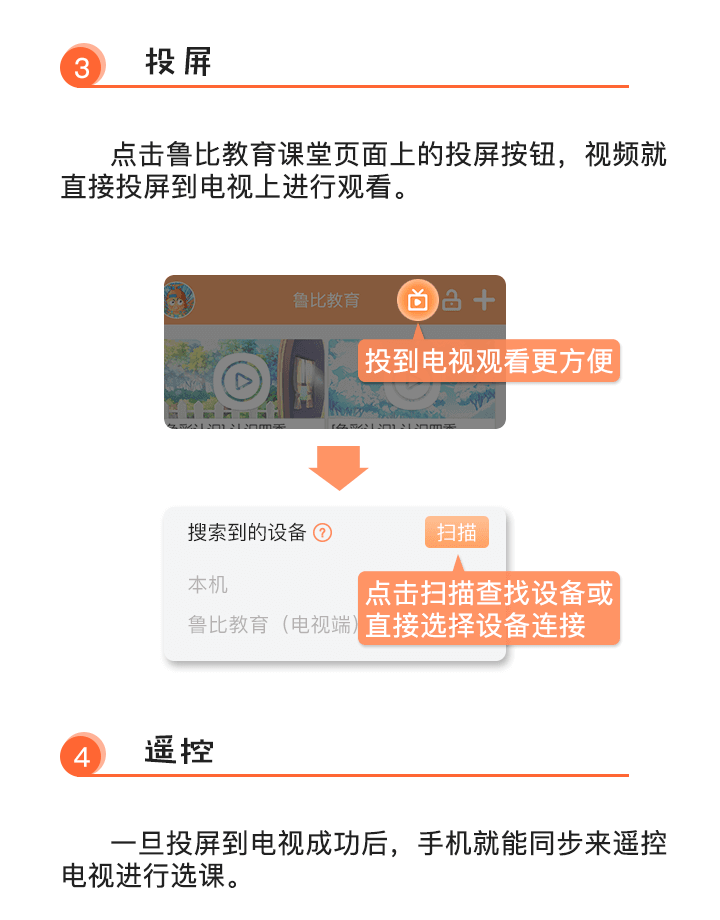 3
投屏
点击鲁比教育课堂页面上的投屏按钮，视频就
直接投屏到电视上进行观看。
鲁比教育
投到电视观看更方便
搜索到的设备 ?
扫描
本机
鲁比教育（电视端）
点击扫描查找设备或
直接选择设备连接
4
遥控
一旦投屏到电视成功后，手机就能同步来遥控
电视进行选课。